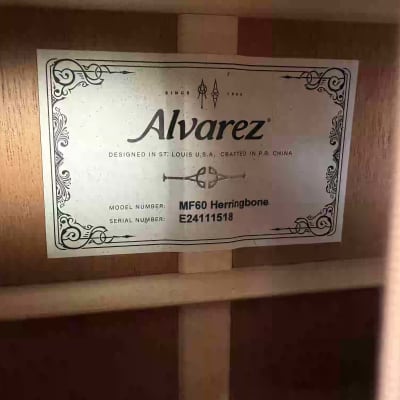 SINCE 1965
Alvarez®
DESIGNED IN ST. LOUIS U.S.A. CRAFTED IN P.R. CHINA
MODEL NUMBER: MF60 Herringbone
SERIAL NUMBER: E24111518